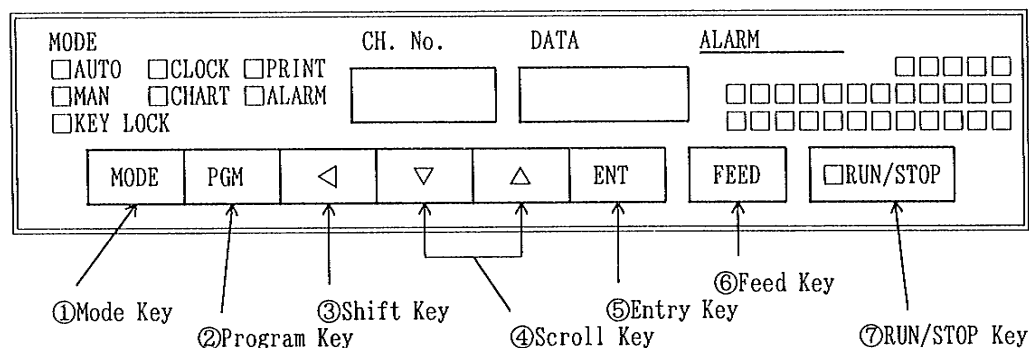 MODE
□AUTO □CLOCK □PRINT
□MAN □CHART □ALARM
□KEY LOCK
CH. No.
DATA
ALARM
MODE PGM ◁ ▽ △ ENT FEED □RUN/STOP
①Mode Key
②Program Key
③Shift Key
④Scroll Key
⑤Entry Key
⑥Feed Key
⑦RUN/STOP Key